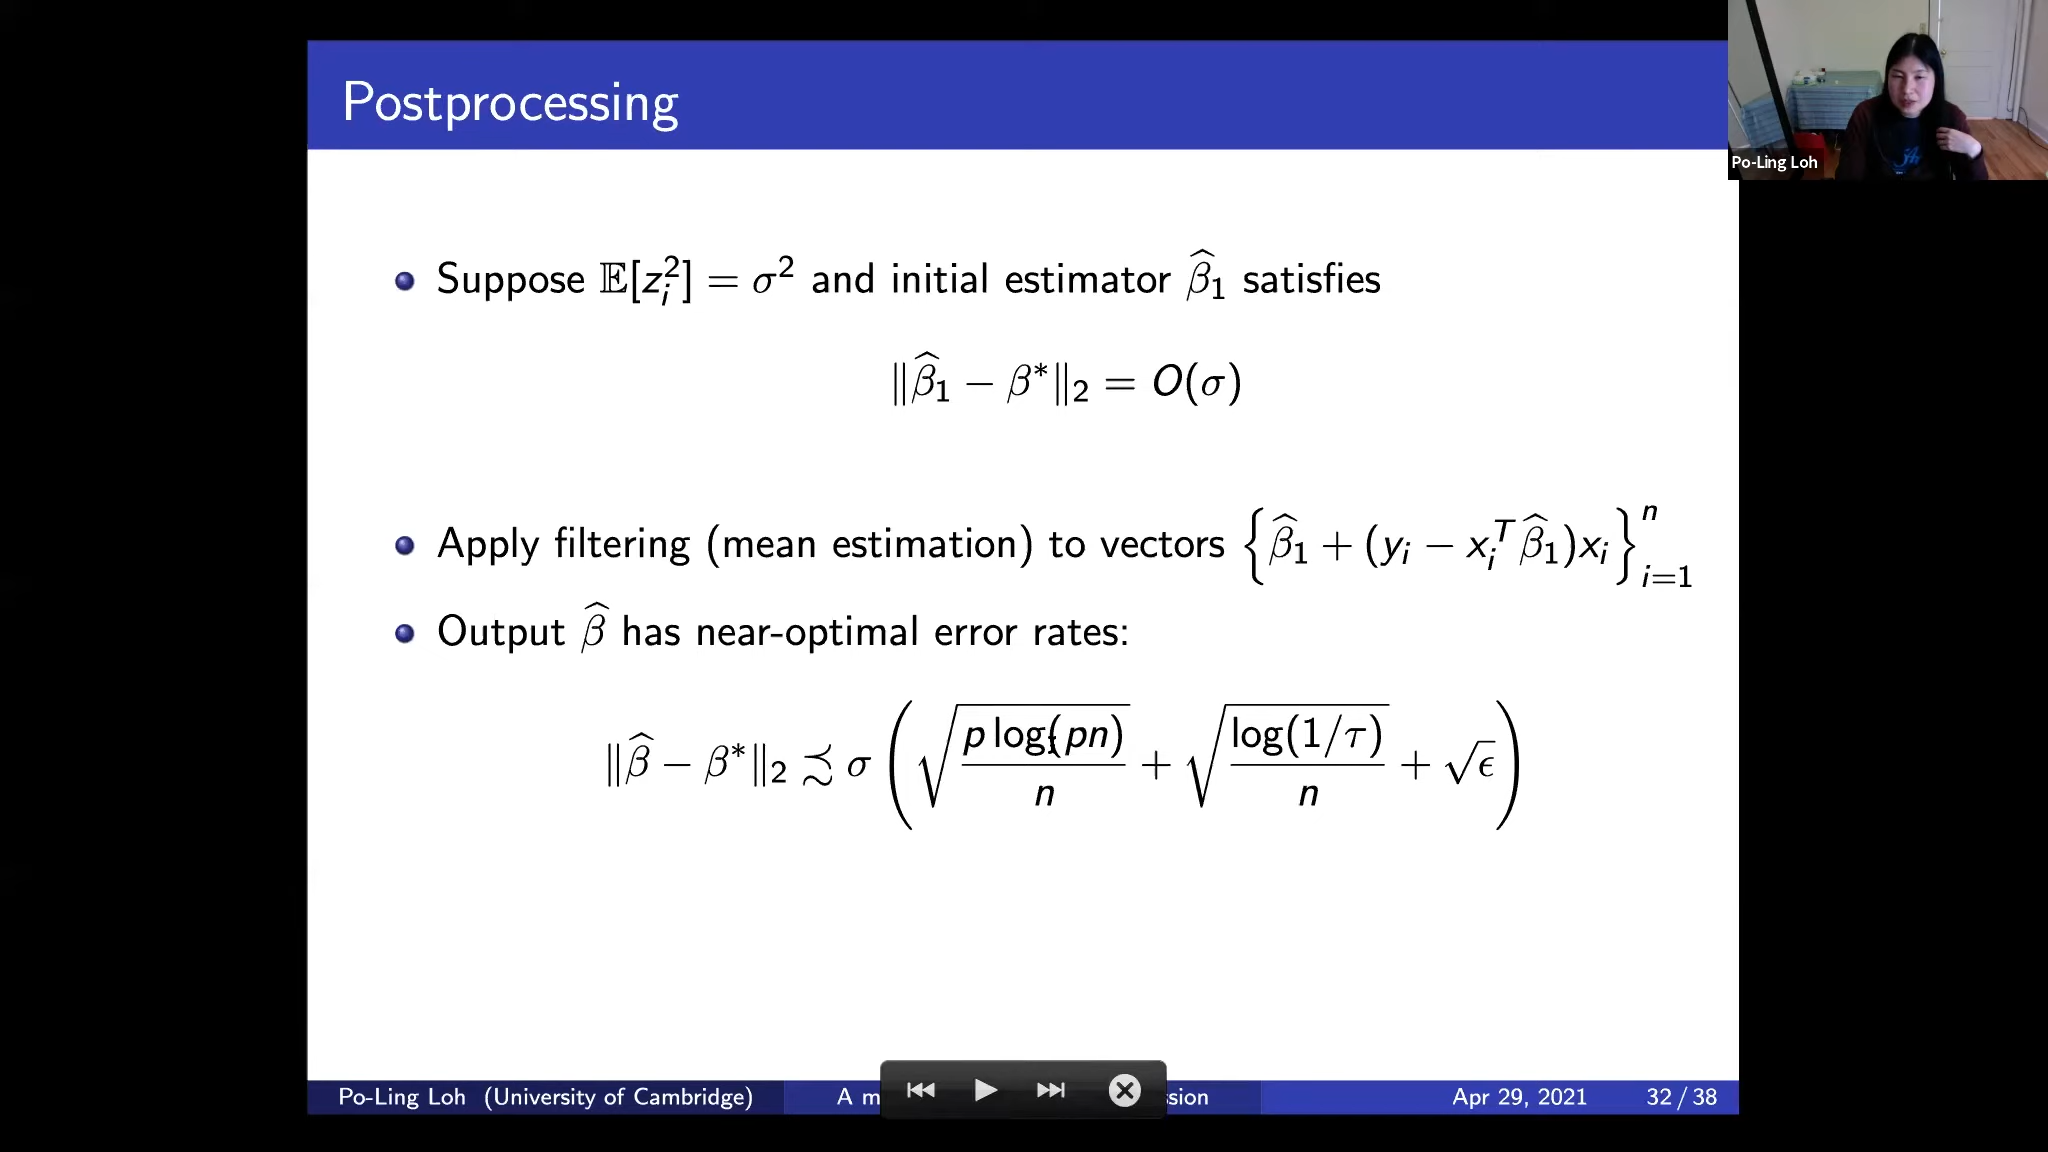 Postprocessing
Po-Ling Loh
Suppose 𝔼[z_i^2] = σ^2 and initial estimator β̂_1 satisfies
‖β̂_1 − β*‖_2 = O(σ)
Apply filtering (mean estimation) to vectors {β̂_1 + (y_i − x_i^T β̂_1)x_i}_{i=1}^n
Output β̂ has near-optimal error rates:
‖β̂ − β*‖_2 ≾ σ (√(p log(pn)/n) + √(log(1/τ)/n) + √ϵ)
Po-Ling Loh (University of Cambridge) A m ssion Apr 29, 2021 32 / 38